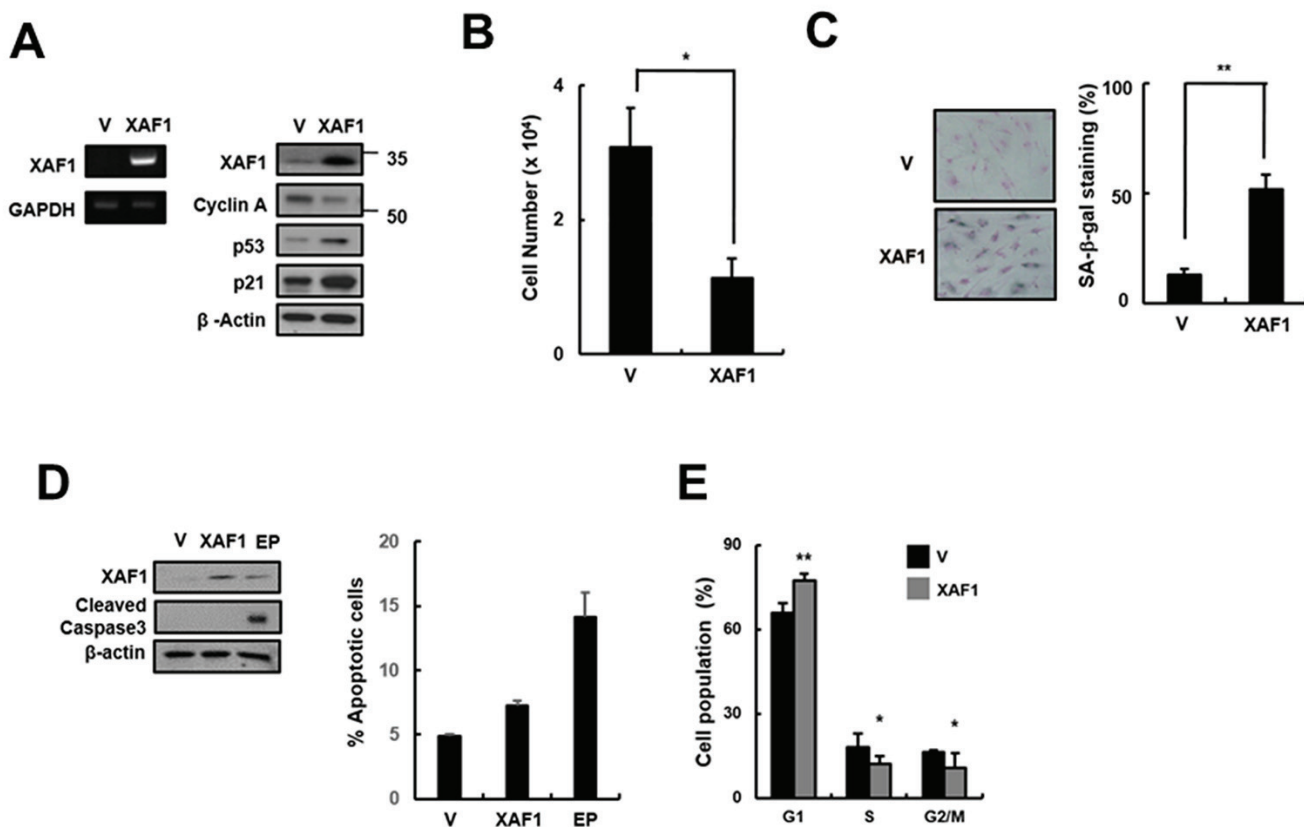 A
V XAF1
XAF1
GAPDH
V XAF1
XAF1
35
Cyclin A
50
p53
p21
β -Actin
B
*
Cell Number (x 10⁴)
4
2
0
V XAF1
C
V
XAF1
**
SA-β-gal staining (%)
100
50
0
V XAF1
D
V XAF1 EP
XAF1
Cleaved
Caspase3
β-actin
% Apoptotic cells
20
15
10
5
0
V XAF1 EP
E
Cell population (%)
90
60
30
0
**
*
*
V
XAF1
G1 S G2/M